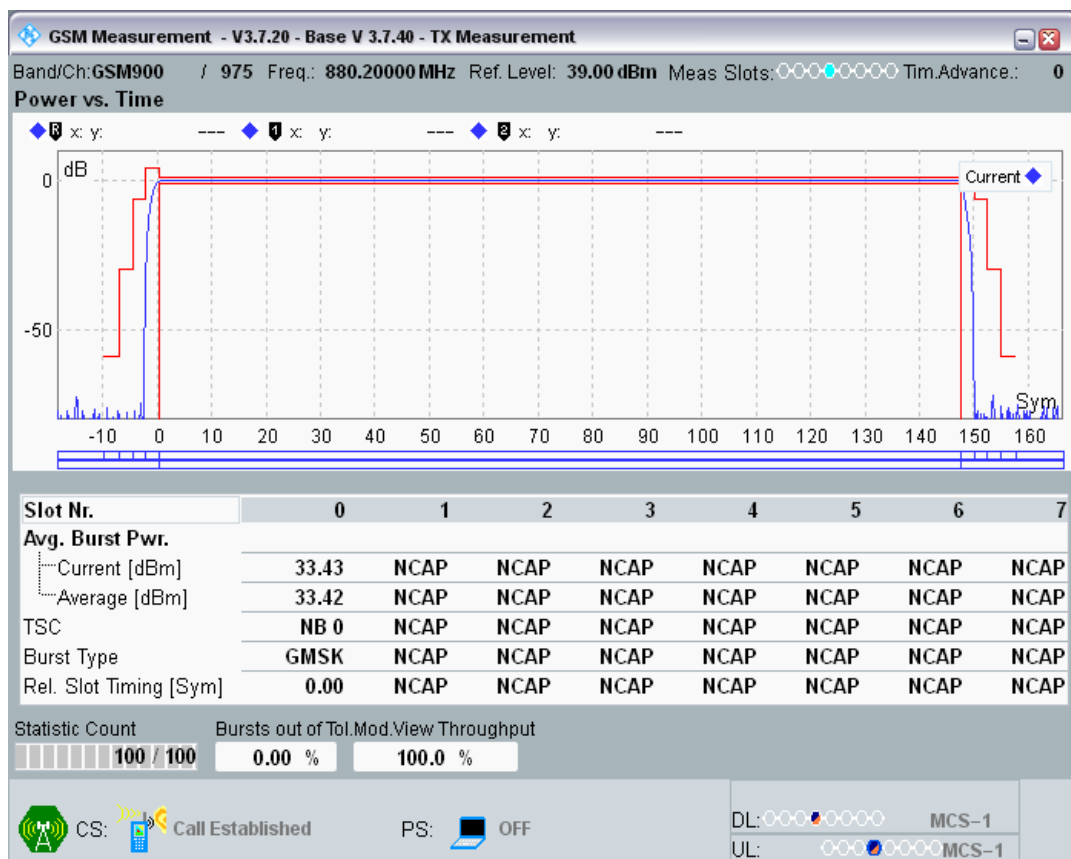 GSM Measurement - V3.7.20 - Base V 3.7.40 - TX Measurement
Band/Ch:GSM900 / 975 Freq.: 880.20000 MHz Ref. Level: 39.00 dBm Meas Slots: Tim.Advance.: 0
Power vs. Time
R x: y: --- 1 x: y: --- 2 x: y: ---
dB
Current
0
-50
Sym
-10 0 10 20 30 40 50 60 70 80 90 100 110 120 130 140 150 160
Slot Nr. 0 1 2 3 4 5 6 7
Avg. Burst Pwr.
Current [dBm] 33.43 NCAP NCAP NCAP NCAP NCAP NCAP NCAP
Average [dBm] 33.42 NCAP NCAP NCAP NCAP NCAP NCAP NCAP
TSC NB 0 NCAP NCAP NCAP NCAP NCAP NCAP NCAP
Burst Type GMSK NCAP NCAP NCAP NCAP NCAP NCAP NCAP
Rel. Slot Timing [Sym] 0.00 NCAP NCAP NCAP NCAP NCAP NCAP NCAP
Statistic Count Bursts out of Tol. Mod.View Throughput
100 / 100 0.00 % 100.0 %
CS: Call Established PS: OFF
DL: MCS-1
UL: MCS-1